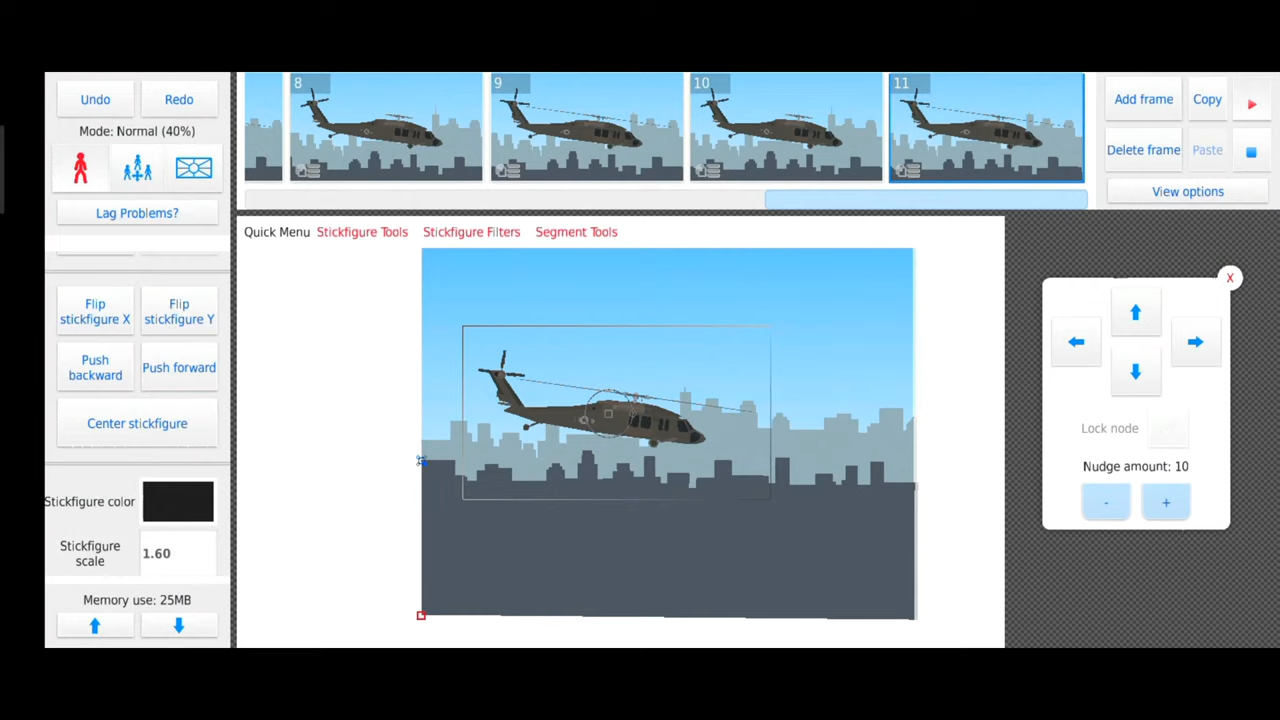 Undo
Redo
Mode: Normal (40%)
Lag Problems?
Flip stickfigure X
Flip stickfigure Y
Push backward
Push forward
Center stickfigure
Stickfigure color
Stickfigure scale
1.60
Memory use: 25MB
8
9
10
11
Add frame
Copy
Delete frame
Paste
View options
Quick Menu
Stickfigure Tools
Stickfigure Filters
Segment Tools
X
Lock node
Nudge amount: 10
-
+